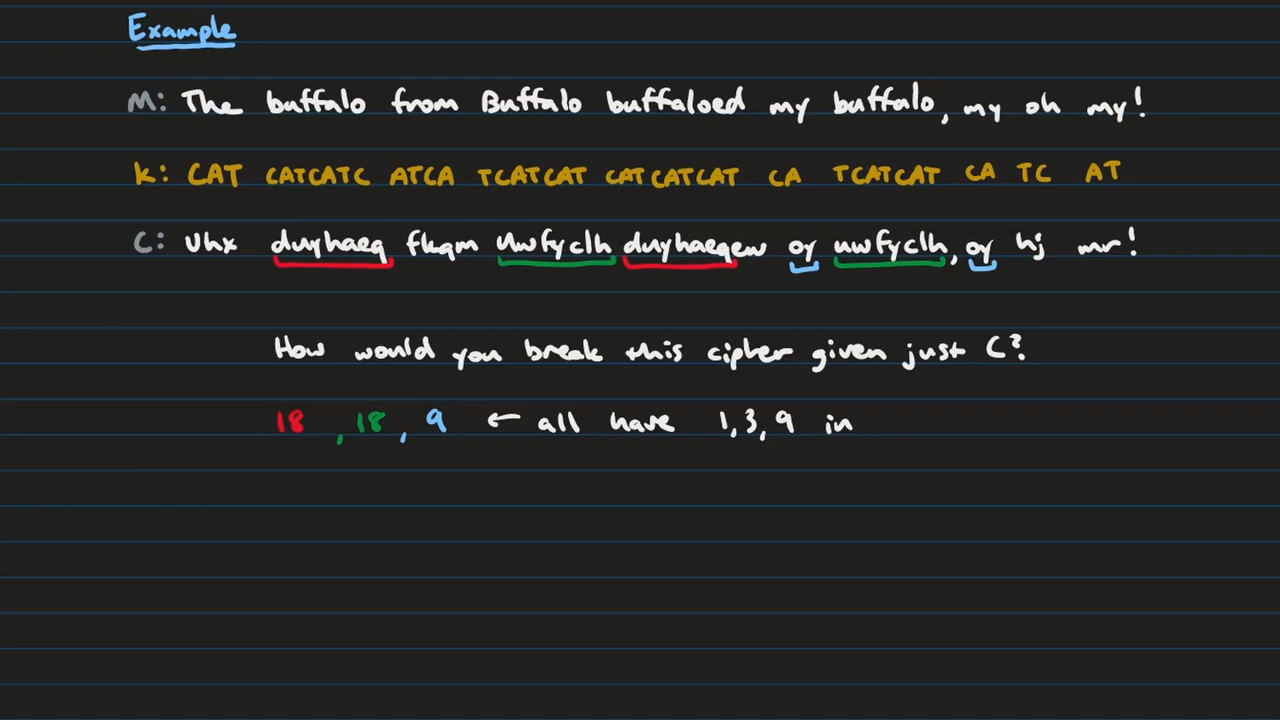 Example
M: The buffalo from Buffalo buffaloed my buffalo, my oh my!
K: CAT CATCATC ATCA TCATCAT CATCATCAT CA TCATCAT CA TC AT
C: Vhx duyhaeq fkqm Uwfyclh duyhaeqew oy uwfyclh, oy hj mr!
How would you break this cipher given just C?
18, 18, 9 ← all have 1, 3, 9 in